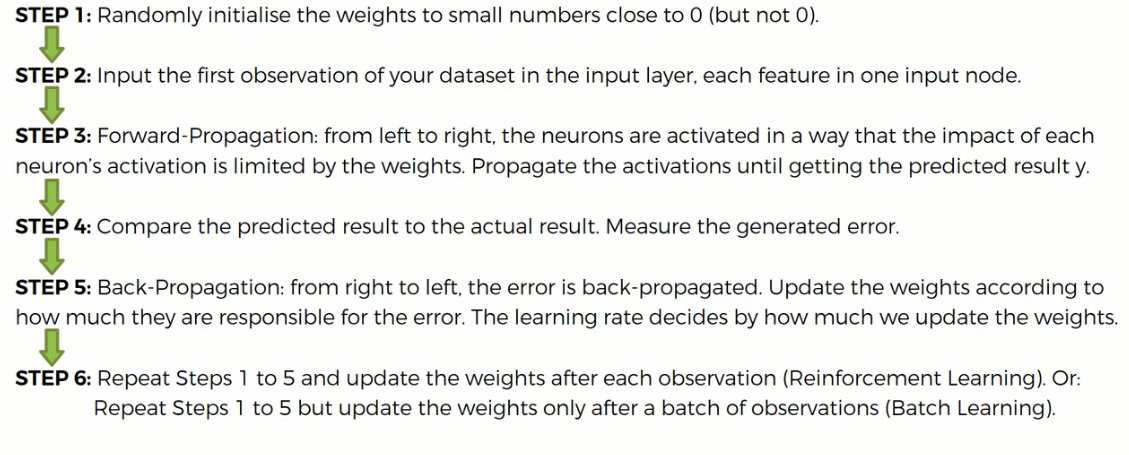 STEP 1: Randomly initialise the weights to small numbers close to 0 (but not 0).
STEP 2: Input the first observation of your dataset in the input layer, each feature in one input node.
STEP 3: Forward-Propagation: from left to right, the neurons are activated in a way that the impact of each
neuron's activation is limited by the weights. Propagate the activations until getting the predicted result y.
STEP 4: Compare the predicted result to the actual result. Measure the generated error.
STEP 5: Back-Propagation: from right to left, the error is back-propagated. Update the weights according to
how much they are responsible for the error. The learning rate decides by how much we update the weights.
STEP 6: Repeat Steps 1 to 5 and update the weights after each observation (Reinforcement Learning). Or:
Repeat Steps 1 to 5 but update the weights only after a batch of observations (Batch Learning).